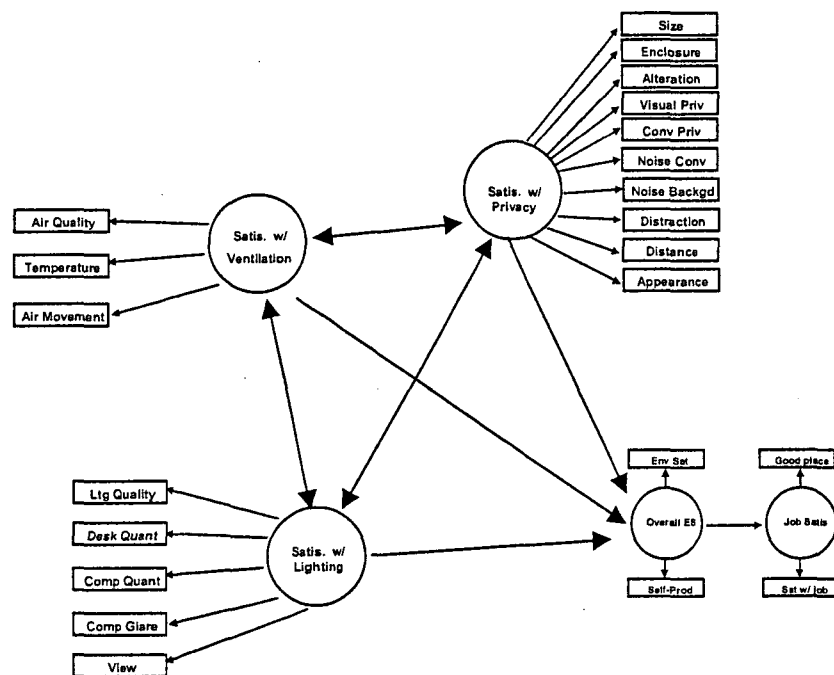 Size
Enclosure
Alteration
Visual Priv
Conv Priv
Noise Conv
Noise Backgd
Distraction
Distance
Appearance
Satis. w/
Privacy
Air Quality
Temperature
Air Movement
Satis. w/
Ventilation
Ltg Quality
Desk Quant
Comp Quant
Comp Glare
View
Satis. w/
Lighting
Env Sat
Overall ES
Self-Prod
Good place
Job Satis
Sat w/ job